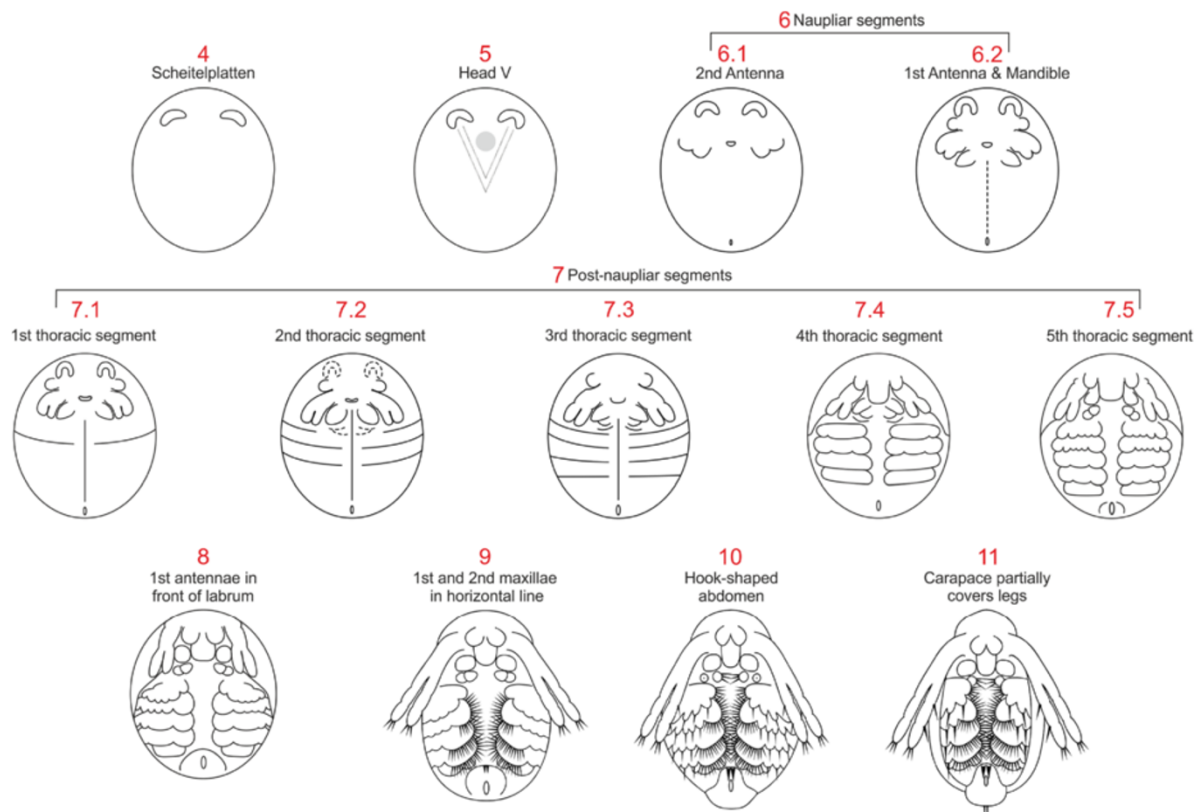 6 Naupliar segments
4
Scheitelplatten
5
Head V
6.1
2nd Antenna
6.2
1st Antenna & Mandible
7 Post-naupliar segments
7.1
1st thoracic segment
7.2
2nd thoracic segment
7.3
3rd thoracic segment
7.4
4th thoracic segment
7.5
5th thoracic segment
8
1st antennae in
front of labrum
9
1st and 2nd maxillae
in horizontal line
10
Hook-shaped
abdomen
11
Carapace partially
covers legs